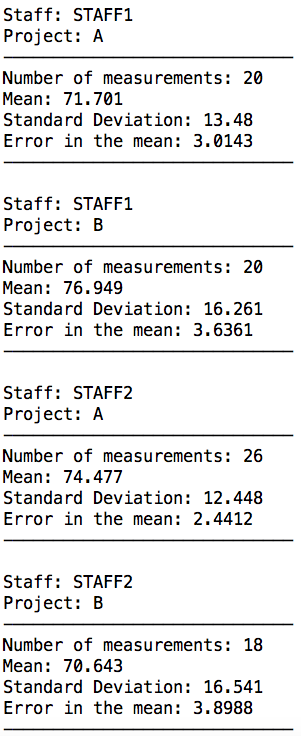 Staff: STAFF1
Project: A
Number of measurements: 20
Mean: 71.701
Standard Deviation: 13.48
Error in the mean: 3.0143
Staff: STAFF1
Project: B
Number of measurements: 20
Mean: 76.949
Standard Deviation: 16.261
Error in the mean: 3.6361
Staff: STAFF2
Project: A
Number of measurements: 26
Mean: 74.477
Standard Deviation: 12.448
Error in the mean: 2.4412
Staff: STAFF2
Project: B
Number of measurements: 18
Mean: 70.643
Standard Deviation: 16.541
Error in the mean: 3.8988